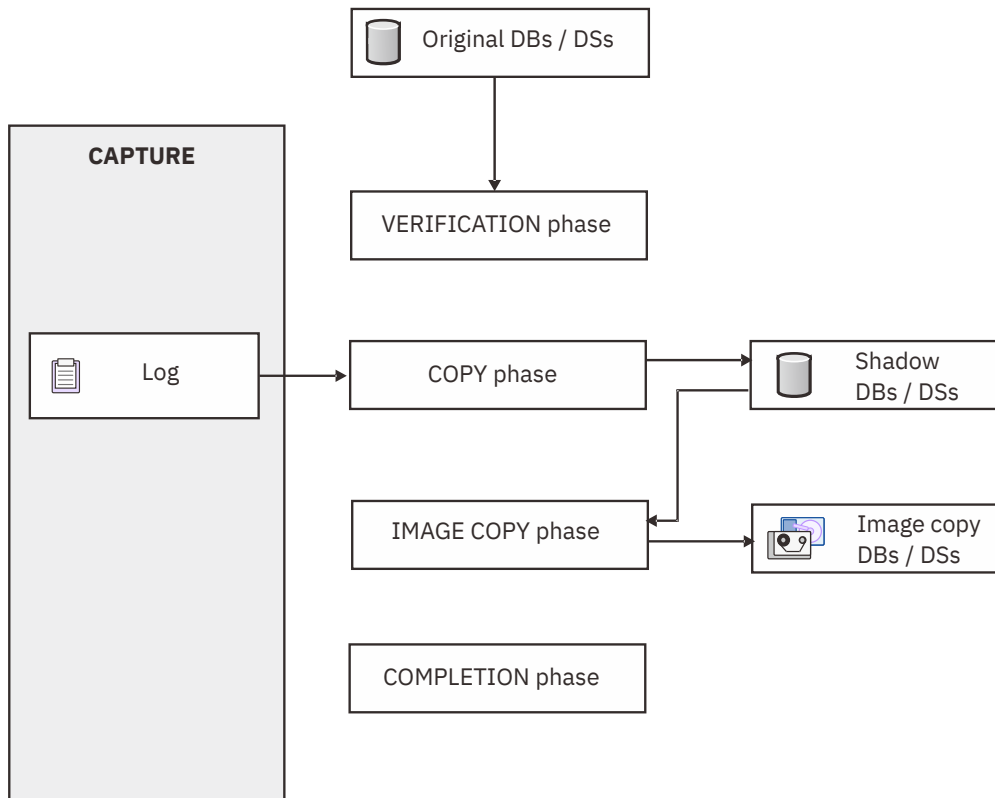 Original DBs / DSs
CAPTURE
VERIFICATION phase
Log
COPY phase
Shadow
DBs / DSs
IMAGE COPY phase
Image copy
DBs / DSs
COMPLETION phase